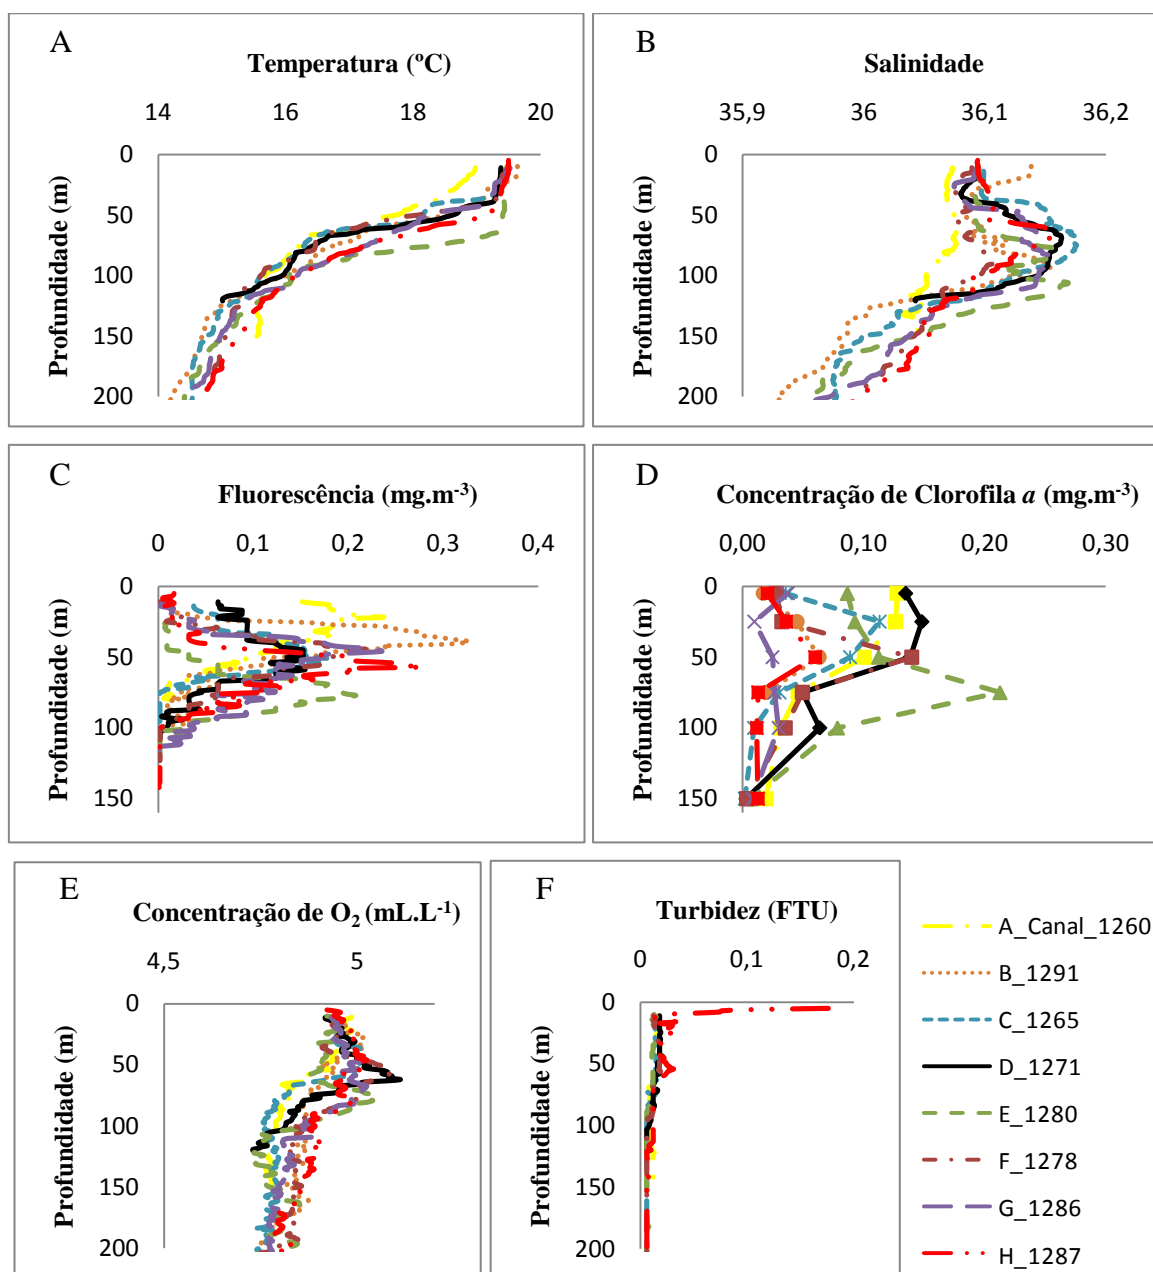 A
Temperatura (ºC)
14 16 18 20
0
50
100
150
200
Profundidade (m)
B
Salinidade
35,9 36 36,1 36,2
0
50
100
150
200
Profundidade (m)
C
Fluorescência (mg.m-3)
0 0,1 0,2 0,3 0,4
0
50
100
150
Profundidade (m)
D
Concentração de Clorofila a (mg.m-3)
0,00 0,10 0,20 0,30
0
50
100
150
Profundidade (m)
E
Concentração de O2 (mL.L-1)
4,5 5
0
50
100
150
200
Profundidade (m)
F
Turbidez (FTU)
0 0,1 0,2
0
50
100
150
200
Profundidade (m)
A_Canal_1260
B_1291
C_1265
D_1271
E_1280
F_1278
G_1286
H_1287